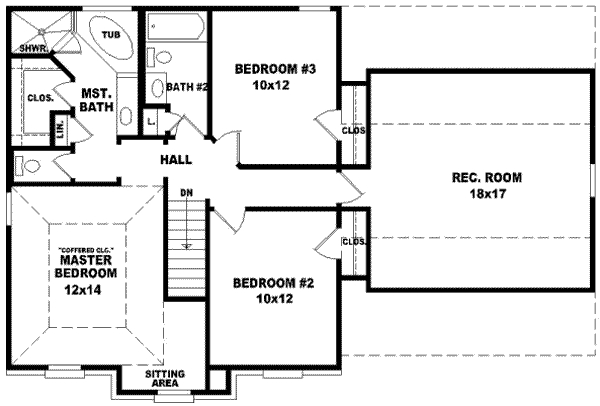 SHWR.
TUB
MST.
BATH
CLOS.
LIN.
BATH #2
L.
BEDROOM #3
10x12
CLOS
HALL
DN
REC. ROOM
18x17
"COFFERED CLG."
MASTER
BEDROOM
12x14
BEDROOM #2
10x12
CLOS.
SITTING
AREA